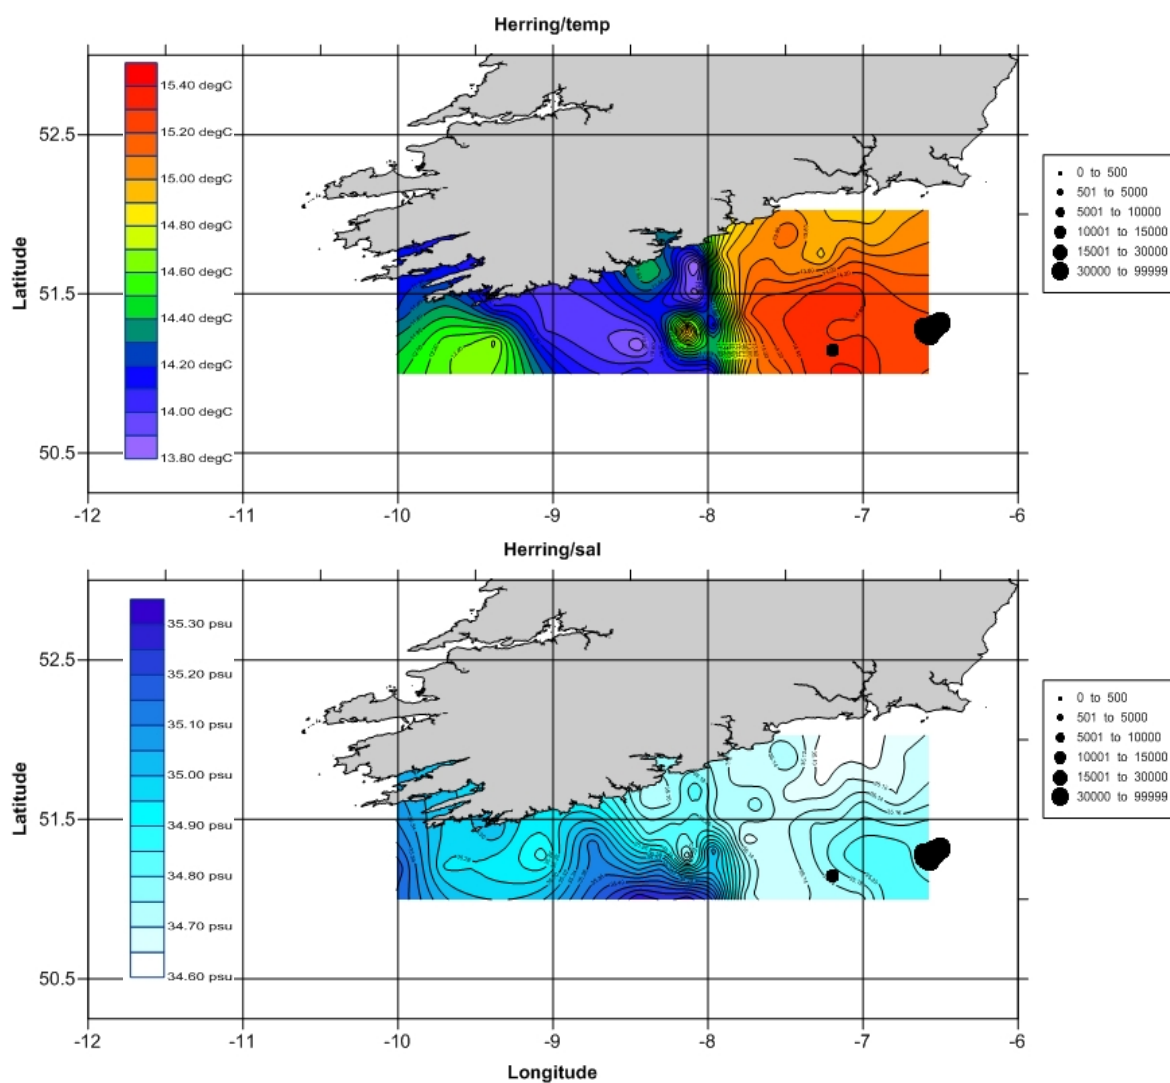 Herring/temp
15.40 degC
15.20 degC
15.00 degC
14.80 degC
14.60 degC
14.40 degC
14.20 degC
14.00 degC
13.80 degC
52.5
51.5
50.5
Latitude
-12 -11 -10 -9 -8 -7 -6
0 to 500
501 to 5000
5001 to 10000
10001 to 15000
15001 to 30000
30000 to 99999
Herring/sal
35.30 psu
35.20 psu
35.10 psu
35.00 psu
34.90 psu
34.80 psu
34.70 psu
34.60 psu
52.5
51.5
50.5
Latitude
-12 -11 -10 -9 -8 -7 -6
Longitude
0 to 500
501 to 5000
5001 to 10000
10001 to 15000
15001 to 30000
30000 to 99999